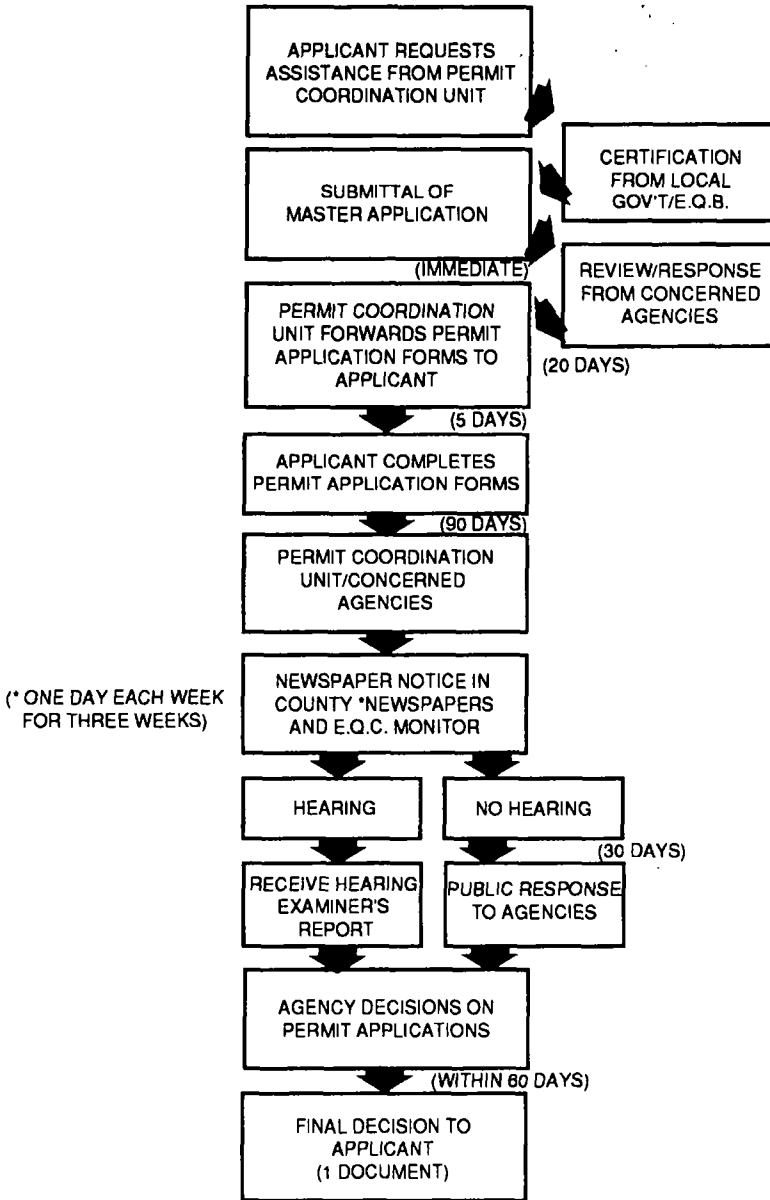 APPLICANT REQUESTS
ASSISTANCE FROM PERMIT
COORDINATION UNIT
CERTIFICATION
FROM LOCAL
GOV'T/E.Q.B.
SUBMITTAL OF
MASTER APPLICATION
(IMMEDIATE)
REVIEW/RESPONSE
FROM CONCERNED
AGENCIES
(20 DAYS)
PERMIT COORDINATION
UNIT FORWARDS PERMIT
APPLICATION FORMS TO
APPLICANT
(5 DAYS)
APPLICANT COMPLETES
PERMIT APPLICATION FORMS
(90 DAYS)
PERMIT COORDINATION
UNIT/CONCERNED
AGENCIES
(* ONE DAY EACH WEEK
FOR THREE WEEKS)
NEWSPAPER NOTICE IN
COUNTY *NEWSPAPERS
AND E.Q.C. MONITOR
HEARING
NO HEARING
(30 DAYS)
RECEIVE HEARING
EXAMINER'S
REPORT
PUBLIC RESPONSE
TO AGENCIES
AGENCY DECISIONS ON
PERMIT APPLICATIONS
(WITHIN 60 DAYS)
FINAL DECISION TO
APPLICANT
(1 DOCUMENT)